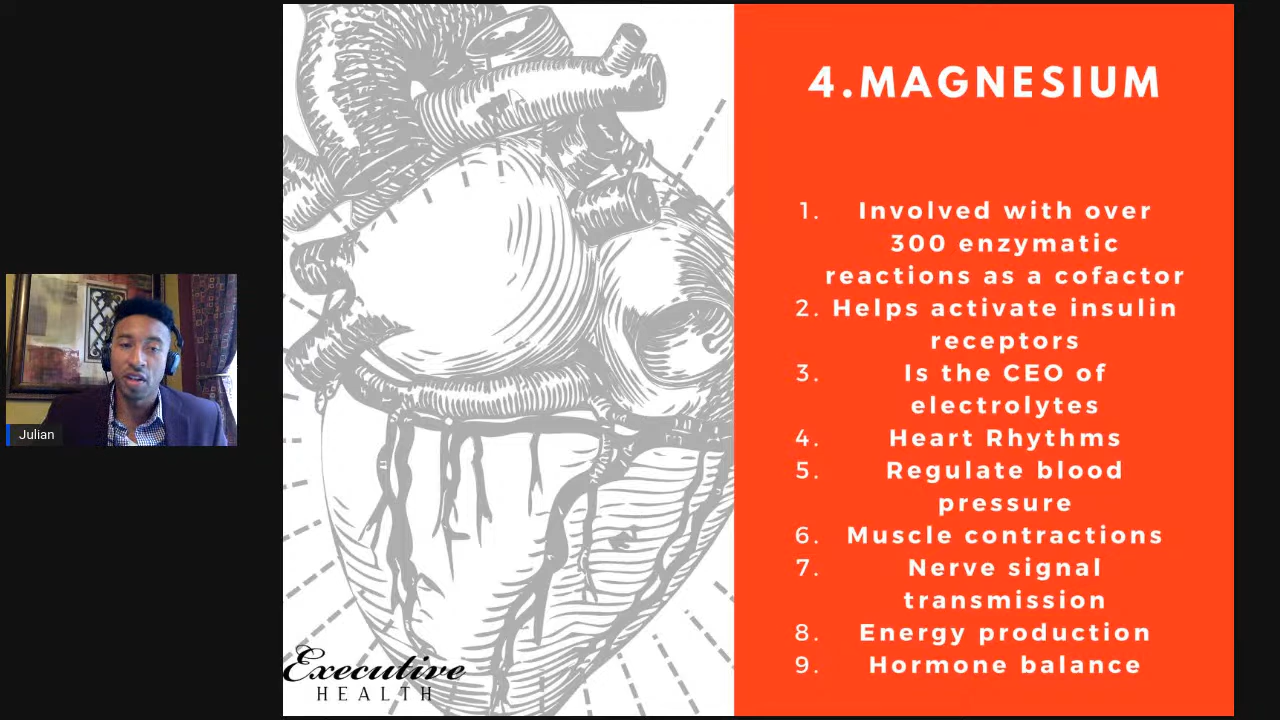 4.MAGNESIUM
1. Involved with over
300 enzymatic
reactions as a cofactor
2. Helps activate insulin
receptors
3. Is the CEO of
electrolytes
4. Heart Rhythms
5. Regulate blood
pressure
6. Muscle contractions
7. Nerve signal
transmission
8. Energy production
9. Hormone balance
Julian
Executive
HEALTH